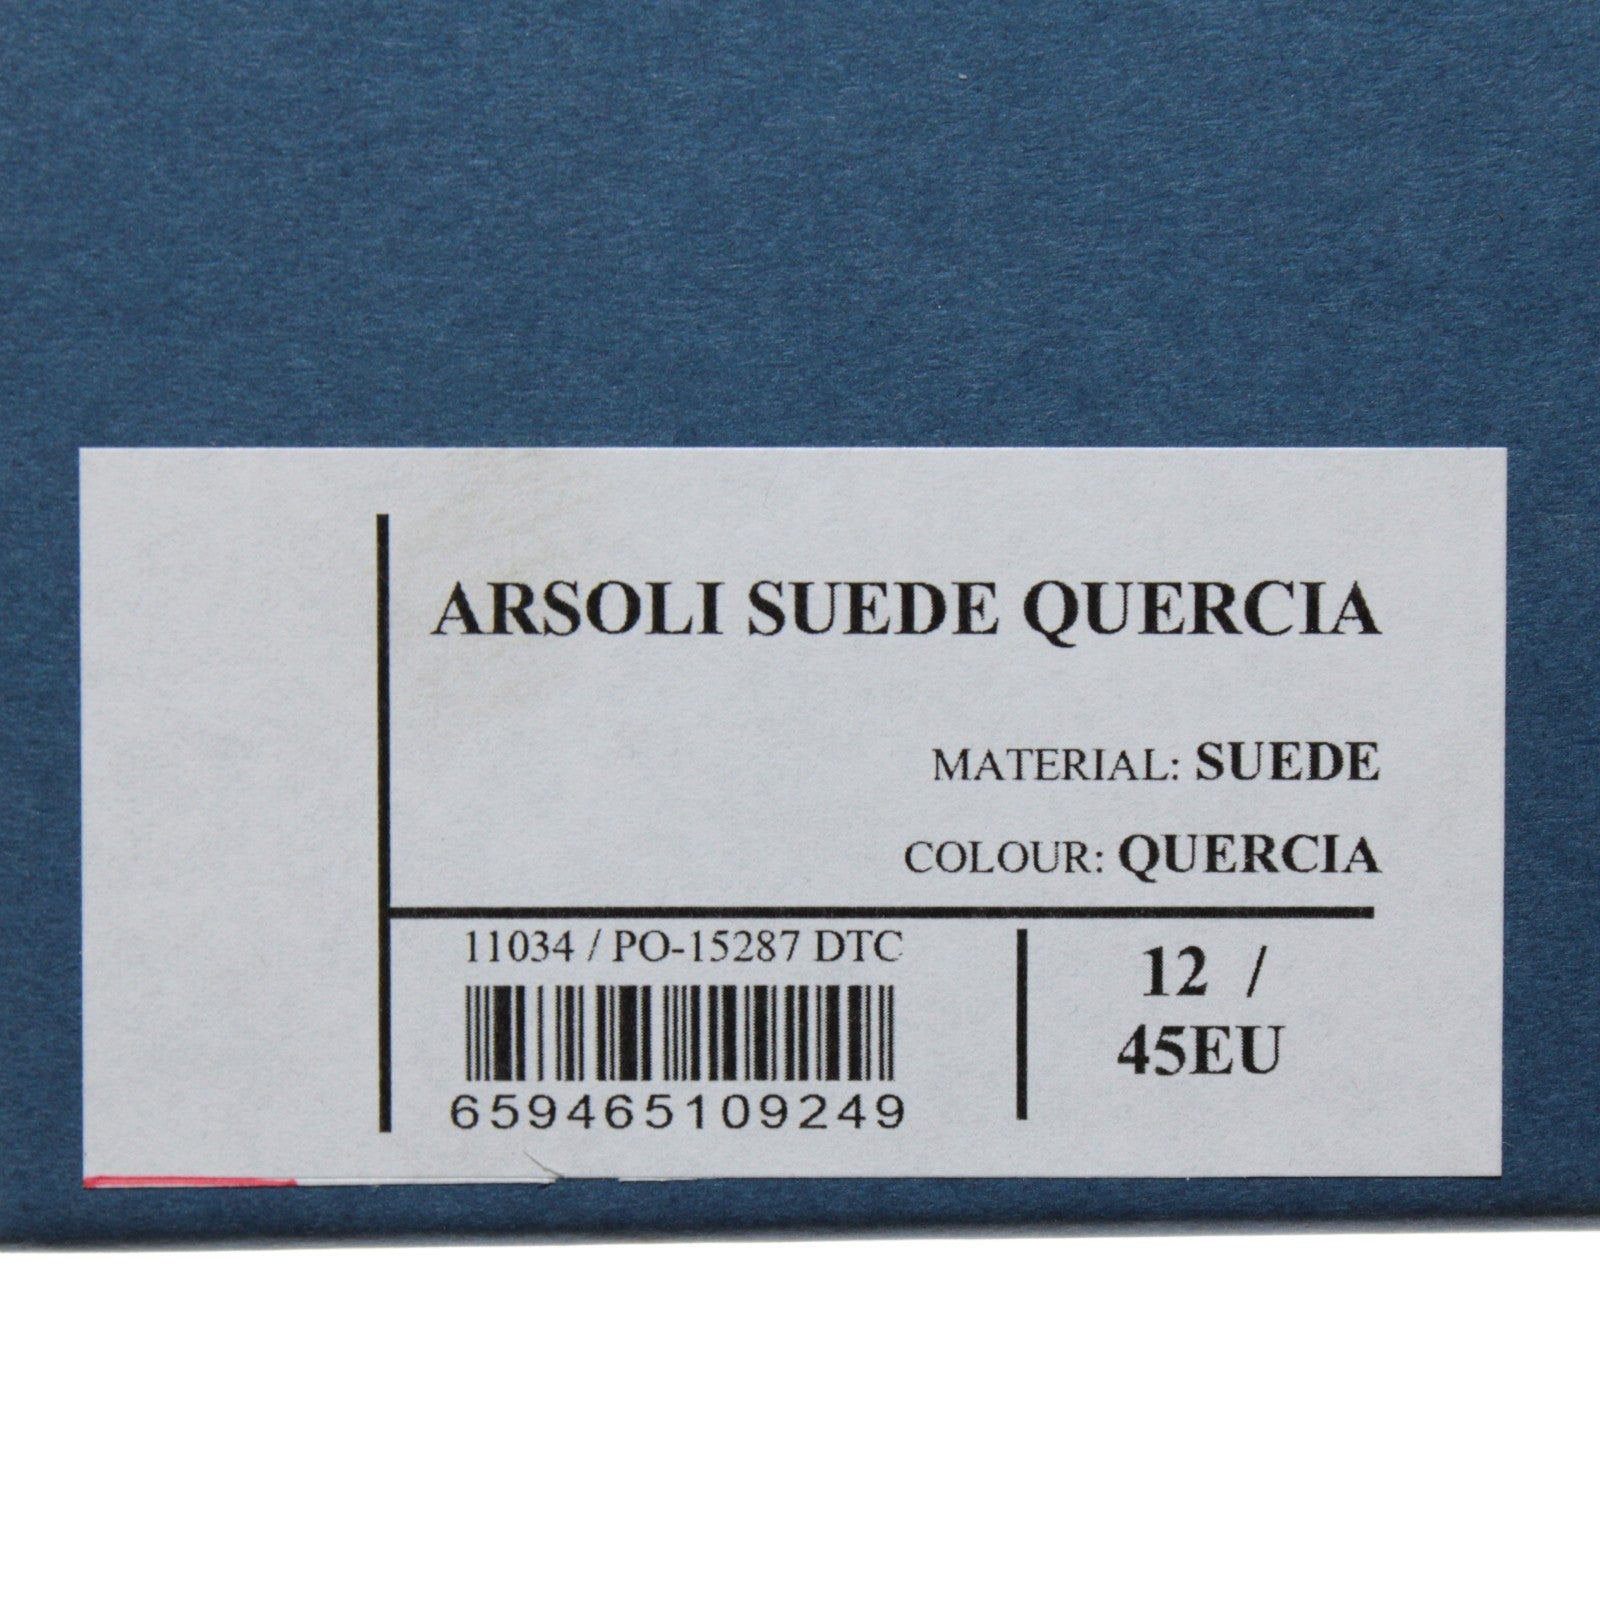 ARSOLI SUEDE QUERCIA
MATERIAL: SUEDE
COLOUR: QUERCIA
11034 / PO-15287 DTC
659465109249
12 /
45EU